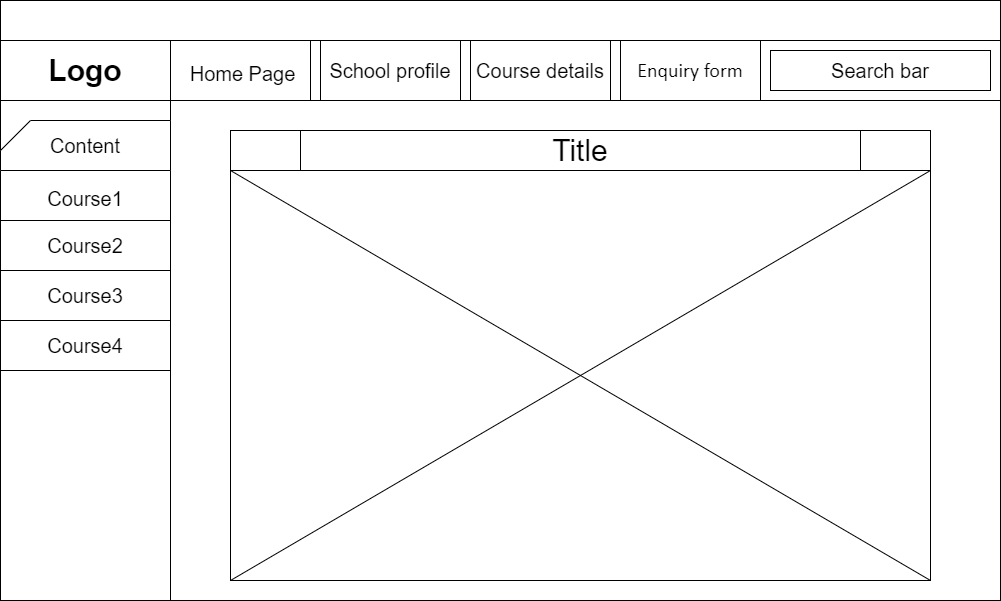 Logo
Home Page
School profile
Course details
Enquiry form
Search bar
Content
Course1
Course2
Course3
Course4
Title